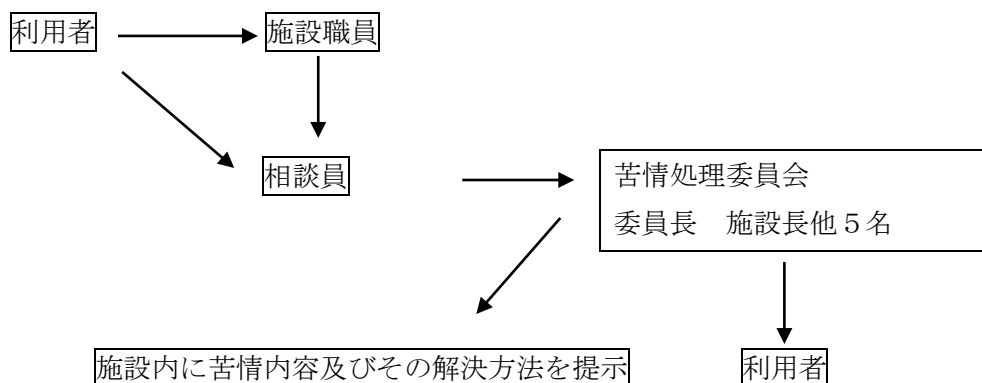 利用者
施設職員
相談員
苦情処理委員会
委員長　施設長他５名
施設内に苦情内容及びその解決方法を提示
利用者